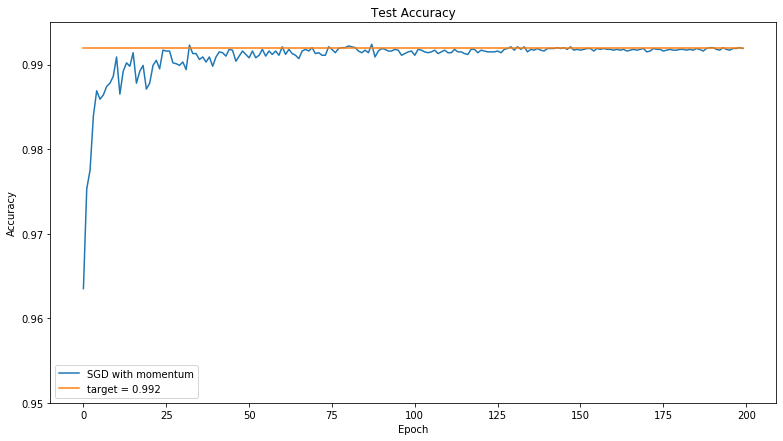 Test Accuracy
0.99
0.98
0.97
0.96
0.95
Accuracy
SGD with momentum
target = 0.992
0
25
50
75
100
125
150
175
200
Epoch